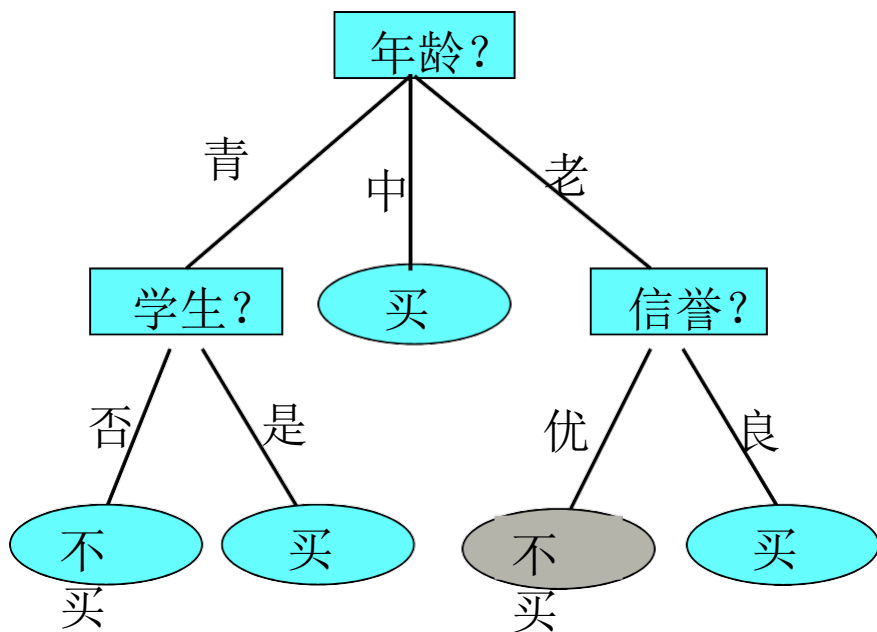 年龄？
青
中
老
学生？
买
信誉？
否
是
优
良
不
买
买
不
买
买